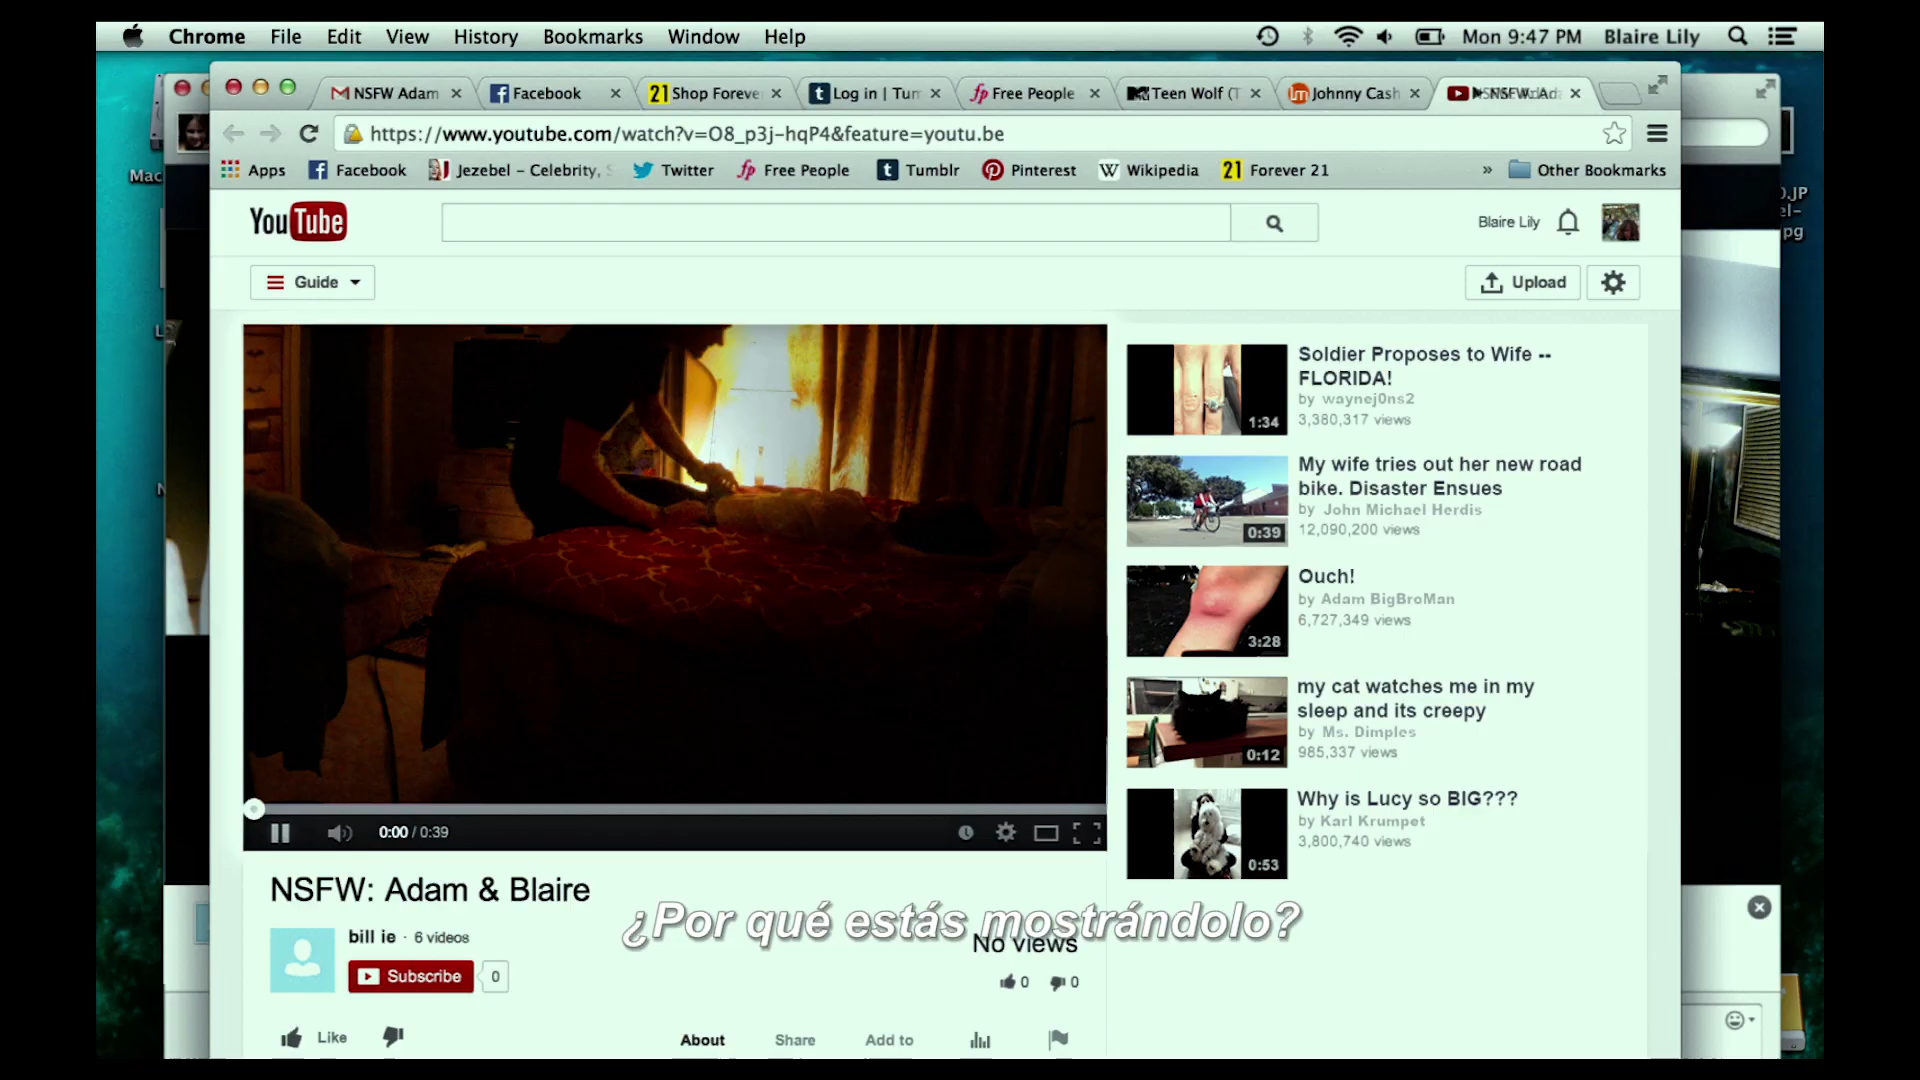 Chrome File Edit View History Bookmarks Window Help Mon 9:47 PM Blaire Lily
NSFW Adam Facebook 21 Shop Foreve t Log in | Tum fp Free People Teen Wolf (T Johnny Cash
https://www.youtube.com/watch?v=O8_p3j-hqP4&feature=youtu.be
Apps Facebook Jezebel – Celebrity, Twitter fp Free People t Tumblr Pinterest W Wikipedia 21 Forever 21 » Other Bookmarks
Mac
YouTube
Blaire Lily
Guide
Upload
Soldier Proposes to Wife --
FLORIDA!
by waynej0ns2
3,380,317 views
1:34
My wife tries out her new road
bike. Disaster Ensues
by John Michael Herdis
12,090,200 views
0:39
Ouch!
by Adam BigBroMan
6,727,349 views
3:28
my cat watches me in my
sleep and its creepy
by Ms. Dimples
985,337 views
0:12
Why is Lucy so BIG???
by Karl Krumpet
3,800,740 views
0:53
0:00 / 0:39
NSFW: Adam & Blaire
bill ie · 6 videos
Subscribe 0
No views
0 0
¿Por qué estás mostrándolo?
Like
About Share Add to